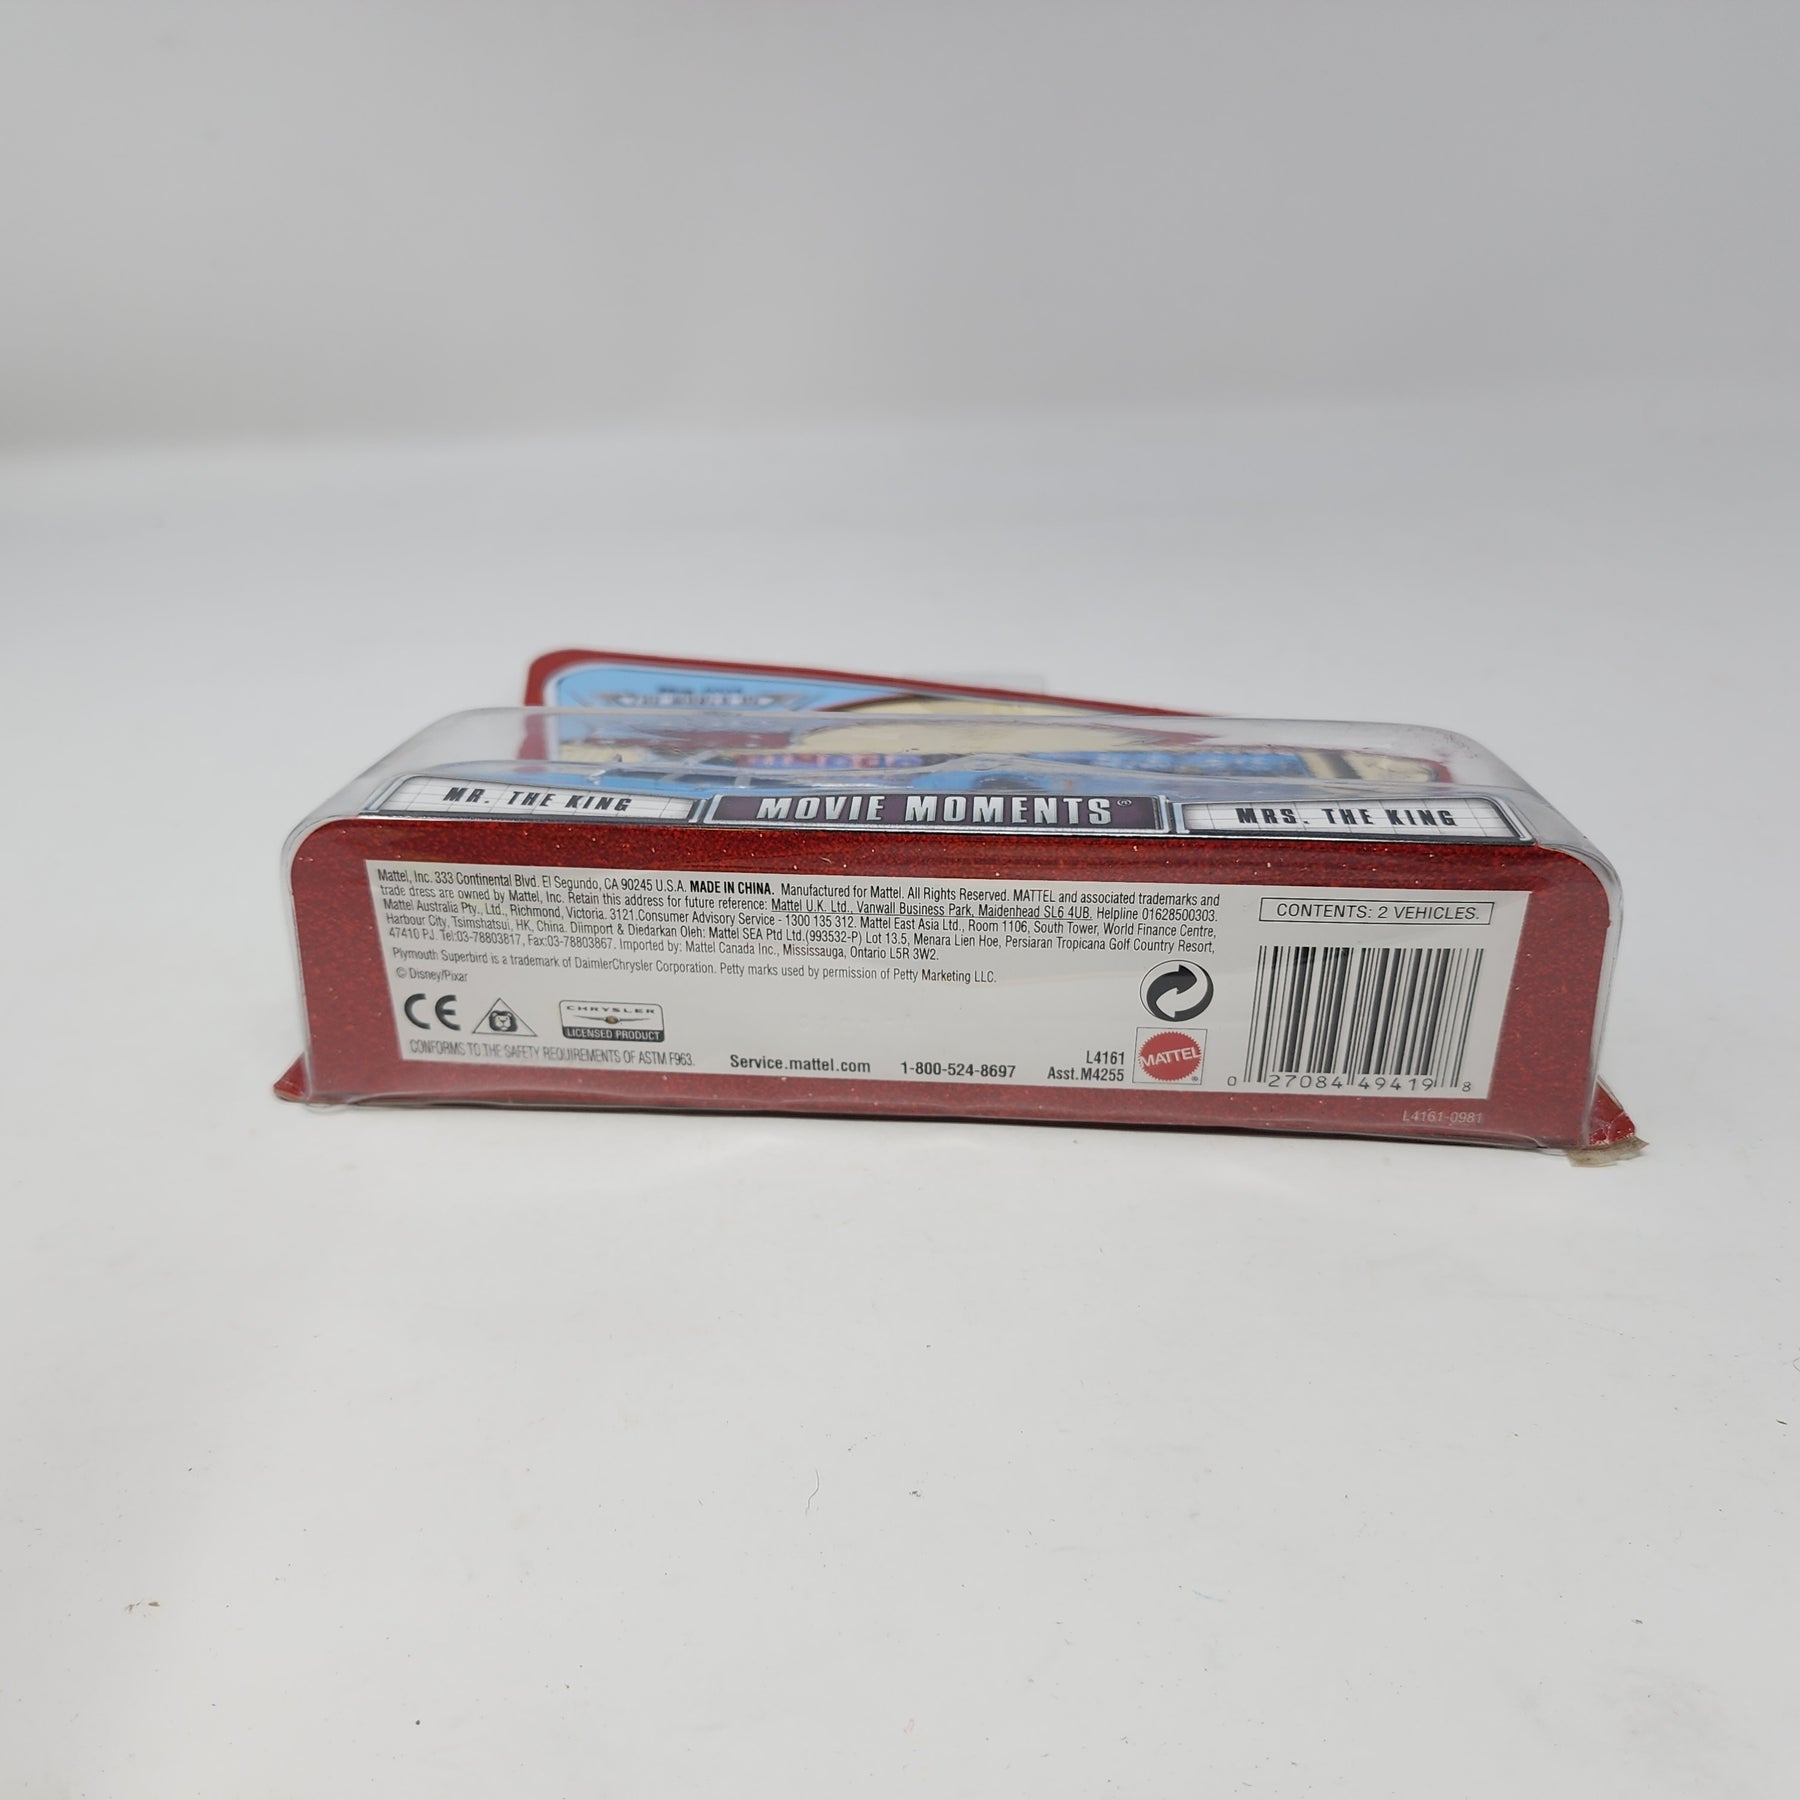 MR. THE KING
MOVIE MOMENTS
MRS. THE KING
Mattel, Inc. 333 Continental Blvd. El Segundo, CA 90245 U.S.A. MADE IN CHINA. Manufactured for Mattel. All Rights Reserved. MATTEL and associated trademarks and
trade dress are owned by Mattel, Inc. Retain this address for future reference: Mattel U.K. Ltd., Vanwall Business Park, Maidenhead SL6 4UB. Helpline 01628500303.
Mattel Australia Pty., Ltd., Richmond, Victoria. 3121.Consumer Advisory Service - 1300 135 312. Mattel East Asia Ltd., Room 1106, South Tower, World Finance Centre,
Harbour City, Tsimshatsui, HK, China. Diimport & Diedarkan Oleh: Mattel SEA Ptd Ltd.(993532-P) Lot 13.5, Menara Lien Hoe, Persiaran Tropicana Golf Country Resort,
47410 PJ. Tel:03-78803817, Fax:03-78803867. Imported by: Mattel Canada Inc., Mississauga, Ontario L5R 3W2.
Plymouth Superbird is a trademark of DaimlerChrysler Corporation. Petty marks used by permission of Petty Marketing LLC.
© Disney/Pixar
CE
CHRYSLER
LICENSED PRODUCT
CONFORMS TO THE SAFETY REQUIREMENTS OF ASTM F963.
Service.mattel.com 1-800-524-8697
L4161
Asst.M4255
MATTEL
CONTENTS: 2 VEHICLES.
0 27084 49419 8
L4161-0981